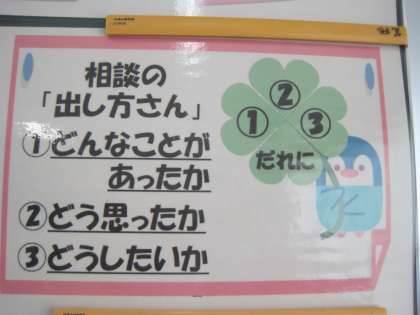 相談の
「出し方さん」
①どんなことが
あったか
②どう思ったか
③どうしたいか
① ② ③
だれに